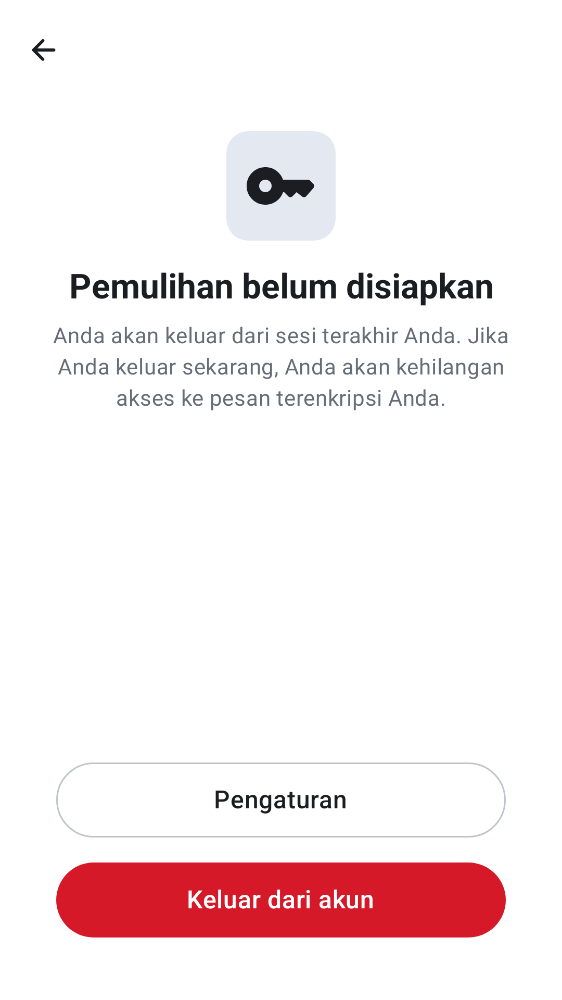 Pemulihan belum disiapkan
Anda akan keluar dari sesi terakhir Anda. Jika
Anda keluar sekarang, Anda akan kehilangan
akses ke pesan terenkripsi Anda.
Pengaturan
Keluar dari akun